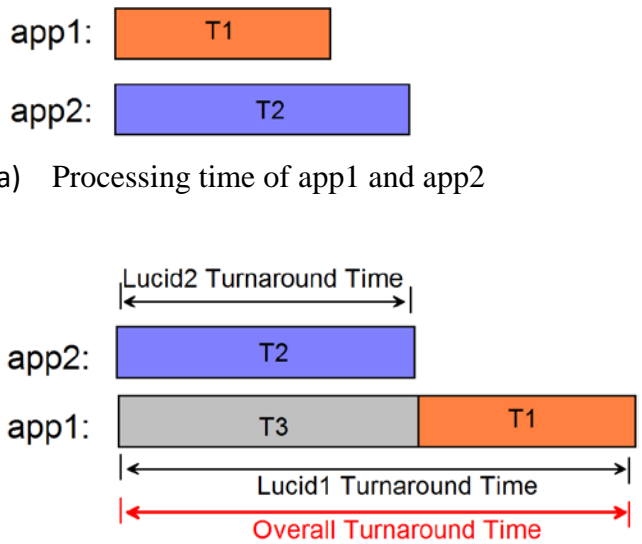 app1: T1
app2: T2
a) Processing time of app1 and app2
Lucid2 Turnaround Time
app2: T2
app1: T3 T1
Lucid1 Turnaround Time
Overall Turnaround Time